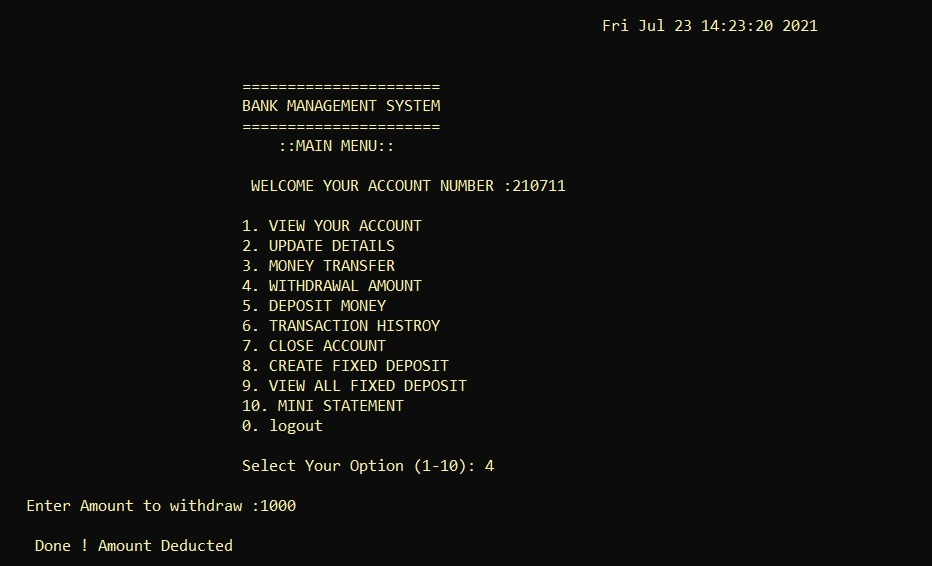 Fri Jul 23 14:23:20 2021
======================
BANK MANAGEMENT SYSTEM
======================
::MAIN MENU::
WELCOME YOUR ACCOUNT NUMBER :210711
1. VIEW YOUR ACCOUNT
2. UPDATE DETAILS
3. MONEY TRANSFER
4. WITHDRAWAL AMOUNT
5. DEPOSIT MONEY
6. TRANSACTION HISTROY
7. CLOSE ACCOUNT
8. CREATE FIXED DEPOSIT
9. VIEW ALL FIXED DEPOSIT
10. MINI STATEMENT
0. logout
Select Your Option (1-10): 4
Enter Amount to withdraw :1000
Done ! Amount Deducted